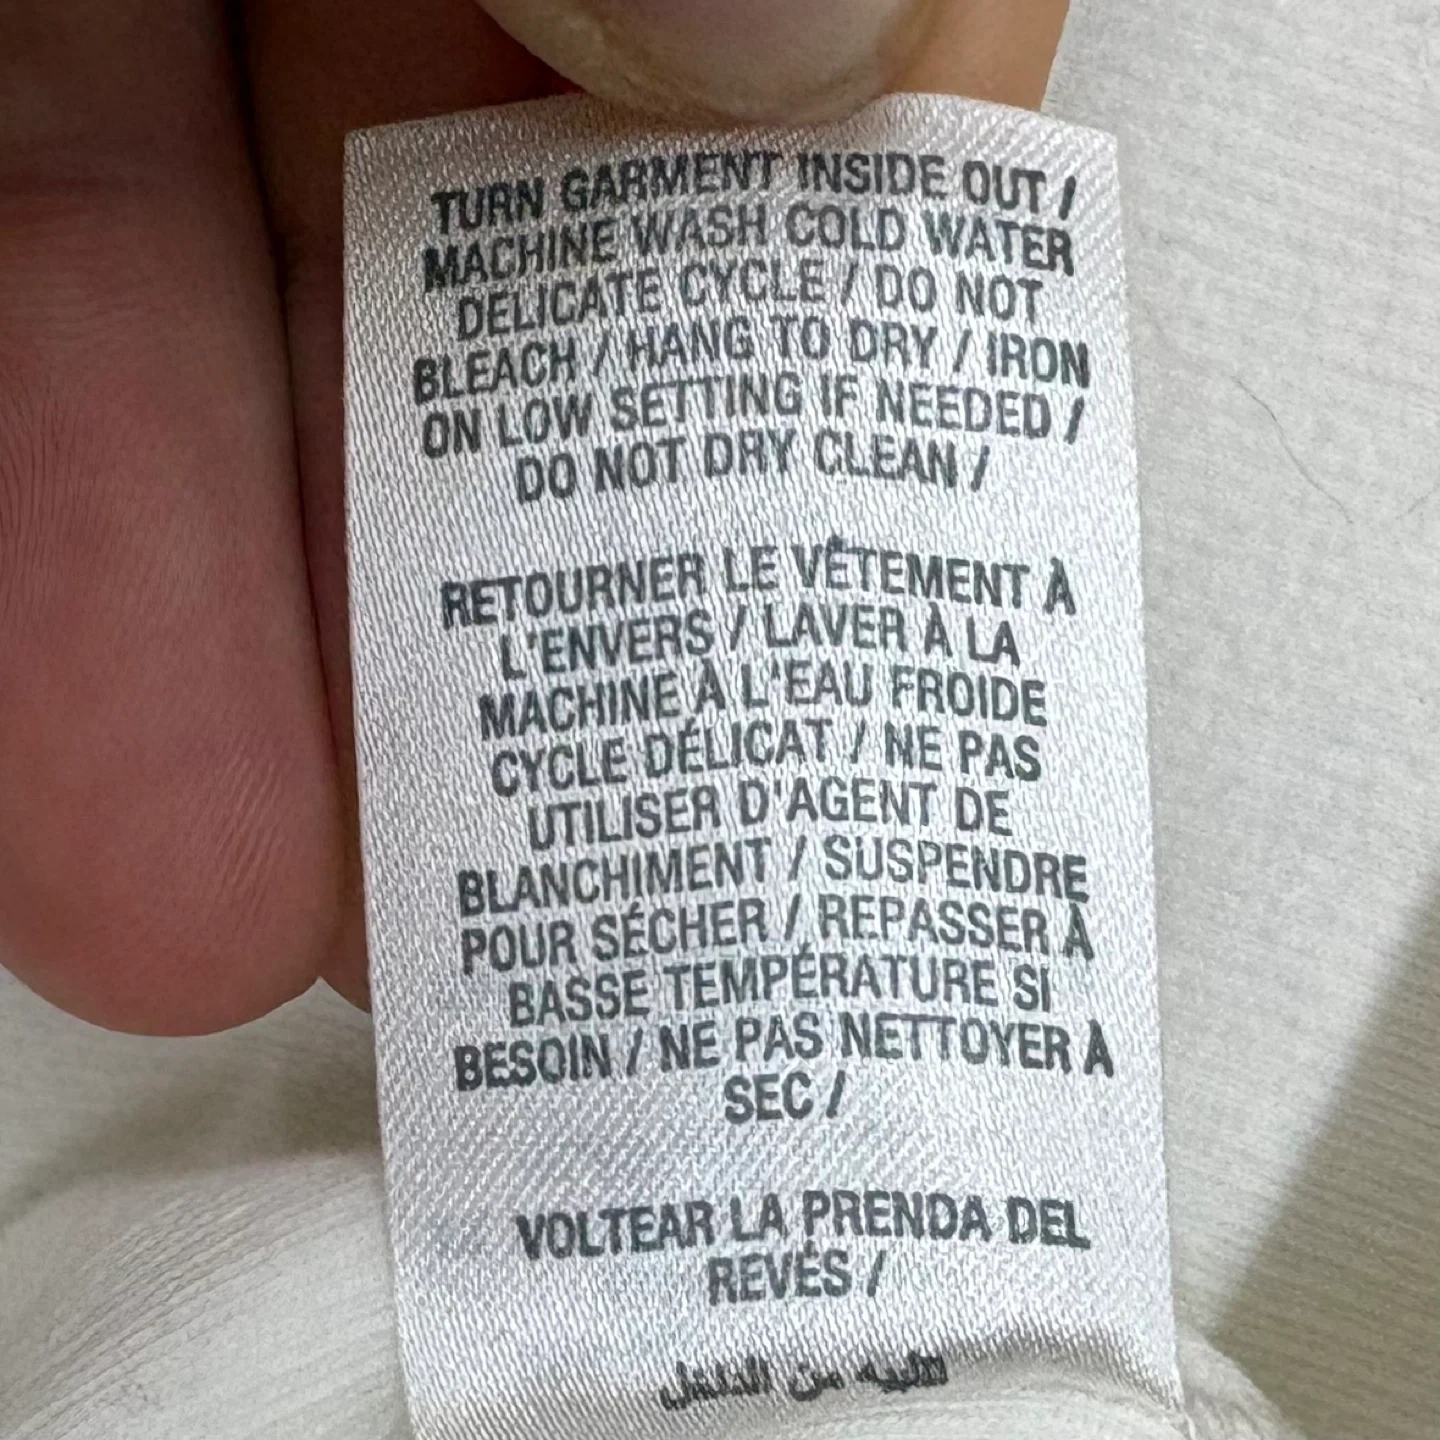 TURN GARMENT INSIDE OUT /
MACHINE WASH COLD WATER
DELICATE CYCLE / DO NOT
BLEACH / HANG TO DRY / IRON
ON LOW SETTING IF NEEDED /
DO NOT DRY CLEAN /
RETOURNER LE VÊTEMENT À
L'ENVERS / LAVER À LA
MACHINE À L'EAU FROIDE
CYCLE DÉLICAT / NE PAS
UTILISER D'AGENT DE
BLANCHIMENT / SUSPENDRE
POUR SÉCHER / REPASSER À
BASSE TEMPÉRATURE SI
BESOIN / NE PAS NETTOYER À
SEC /
VOLTEAR LA PRENDA DEL
REVÉS /
من